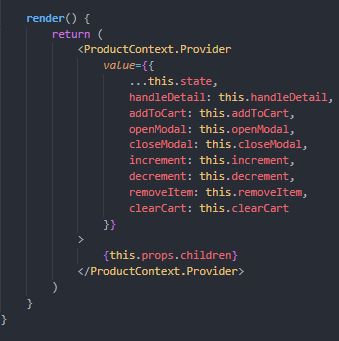 render() {
return (
<ProductContext.Provider
value={{
...this.state,
handleDetail: this.handleDetail,
addToCart: this.addToCart,
openModal: this.openModal,
closeModal: this.closeModal,
increment: this.increment,
decrement: this.decrement,
removeItem: this.removeItem,
clearCart: this.clearCart
}}
>
{this.props.children}
</ProductContext.Provider>
)
}
}